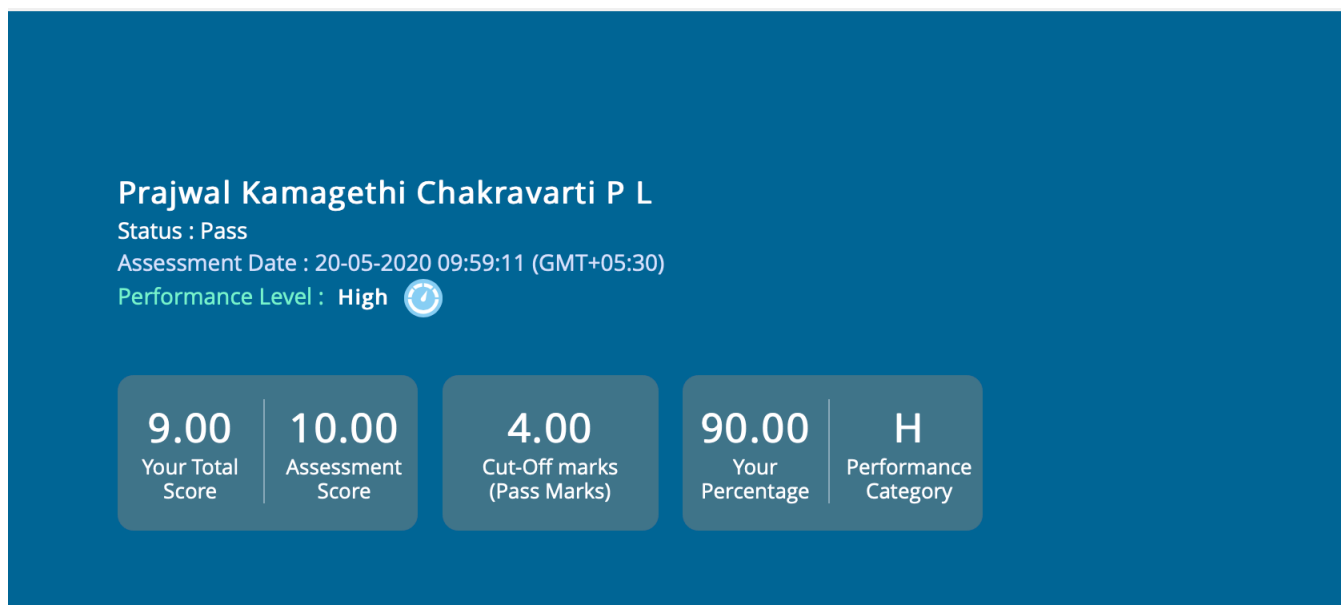 Prajwal Kamagethi Chakravarti P L
Status : Pass
Assessment Date : 20-05-2020 09:59:11 (GMT+05:30)
Performance Level : High
9.00
Your Total
Score
10.00
Assessment
Score
4.00
Cut-Off marks
(Pass Marks)
90.00
Your
Percentage
H
Performance
Category